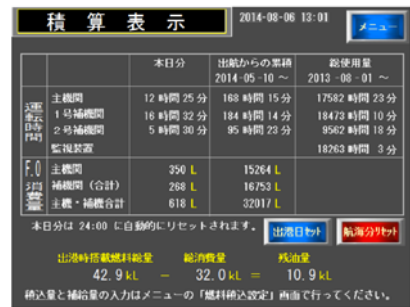 積算表示
2014-08-06 13:01
メニュー
本日分 出航からの累積 総使用量
2014-05-10 ～ 2013-08-01 ～
運転時間
主機関 12 時間 25 分 168 時間 15 分 17582 時間 23 分
1号補機関 16 時間 32 分 184 時間 14 分 18473 時間 10 分
2号補機関 5 時間 30 分 95 時間 23 分 9562 時間 18 分
監視装置 18263 時間 3 分
F.O消費量
主機関 350 L 15264 L
補機関（合計） 268 L 16753 L
主機・補機合計 618 L 32017 L
本日分は 24:00 に自動的にリセットされます。
出港日セット
航海分リセット
出港時搭載燃料総量 総消費量 残油量
42.9 kL － 32.0 kL ＝ 10.9 kL
積込量と補給量の入力はメニューの「燃料積込設定」画面で行ってください。